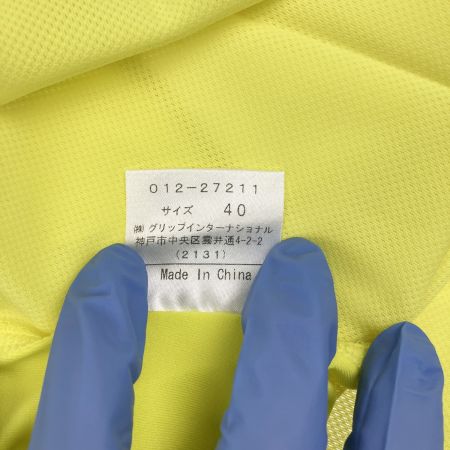 012-27211
サイズ 40
㈱グリップインターナショナル
神戸市中央区雲井通4-2-2
(2131)
Made In China